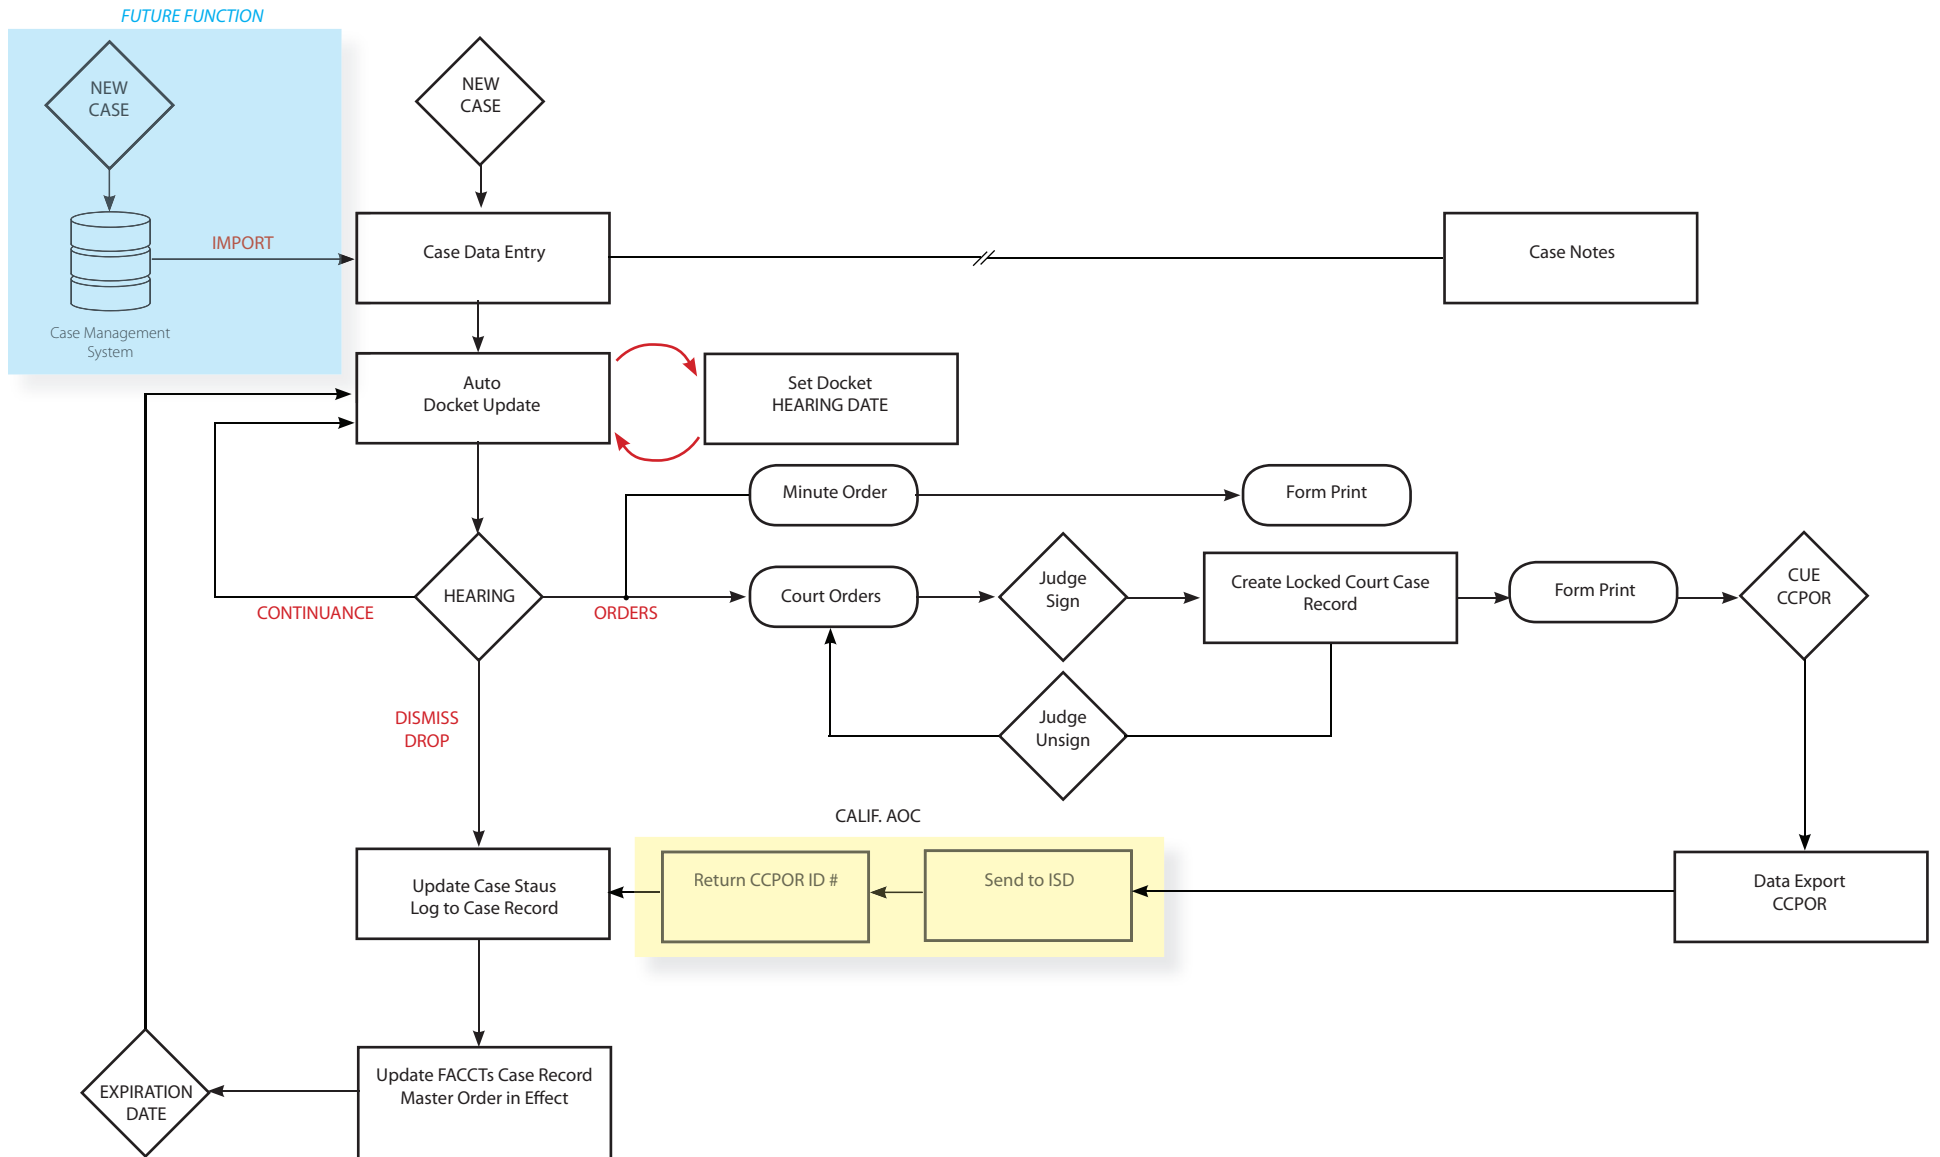 FUTURE FUNCTION
NEW
CASE
NEW
CASE
IMPORT
Case Data Entry
Case Notes
Case Management
System
Auto
Docket Update
Set Docket
HEARING DATE
Minute Order
Form Print
HEARING
CONTINUANCE
ORDERS
Court Orders
Judge
Sign
Create Locked Court Case
Record
Form Print
CUE
CCPOR
DISMISS
DROP
Judge
Unsign
CALIF. AOC
Update Case Staus
Log to Case Record
Return CCPOR ID #
Send to ISD
Data Export
CCPOR
EXPIRATION
DATE
Update FACCTs Case Record
Master Order in Effect